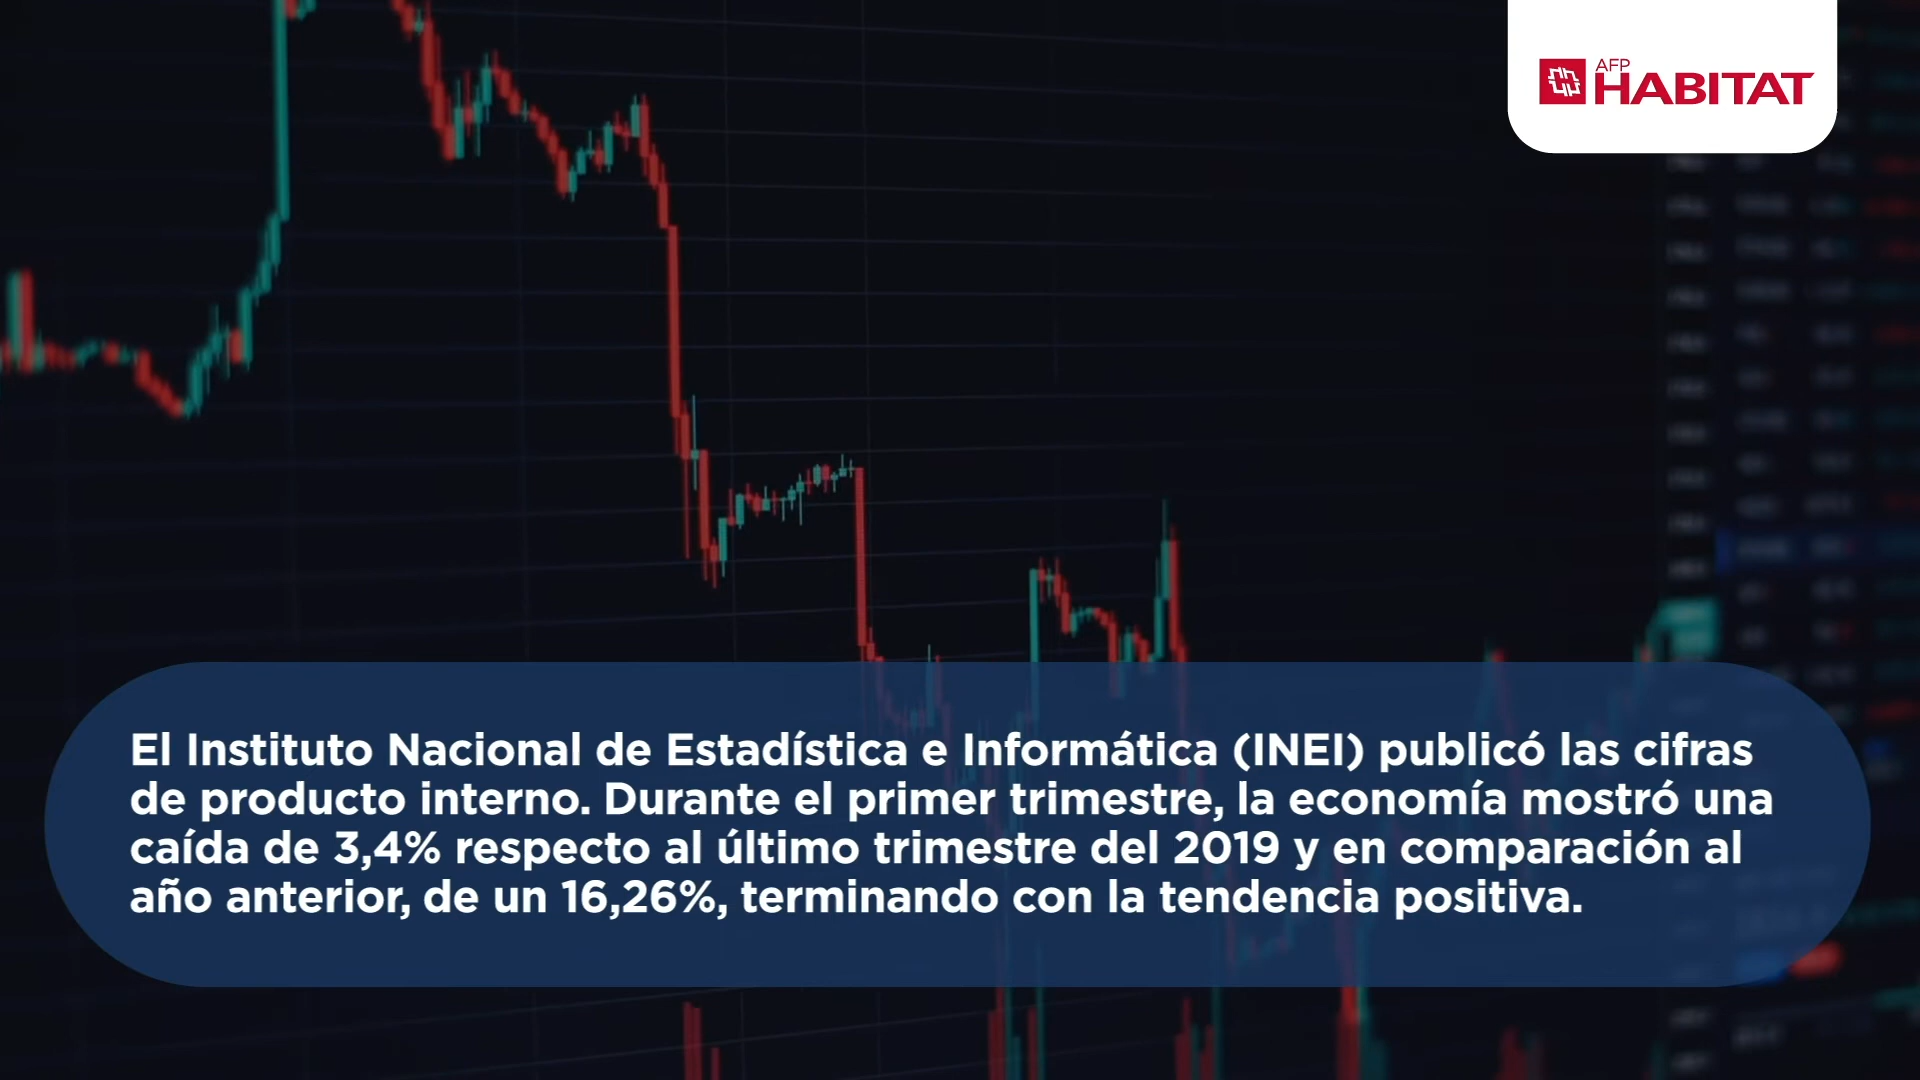 AFP
HABITAT
El Instituto Nacional de Estadística e Informática (INEI) publicó las cifras
de producto interno. Durante el primer trimestre, la economía mostró una
caída de 3,4% respecto al último trimestre del 2019 y en comparación al
año anterior, de un 16,26%, terminando con la tendencia positiva.